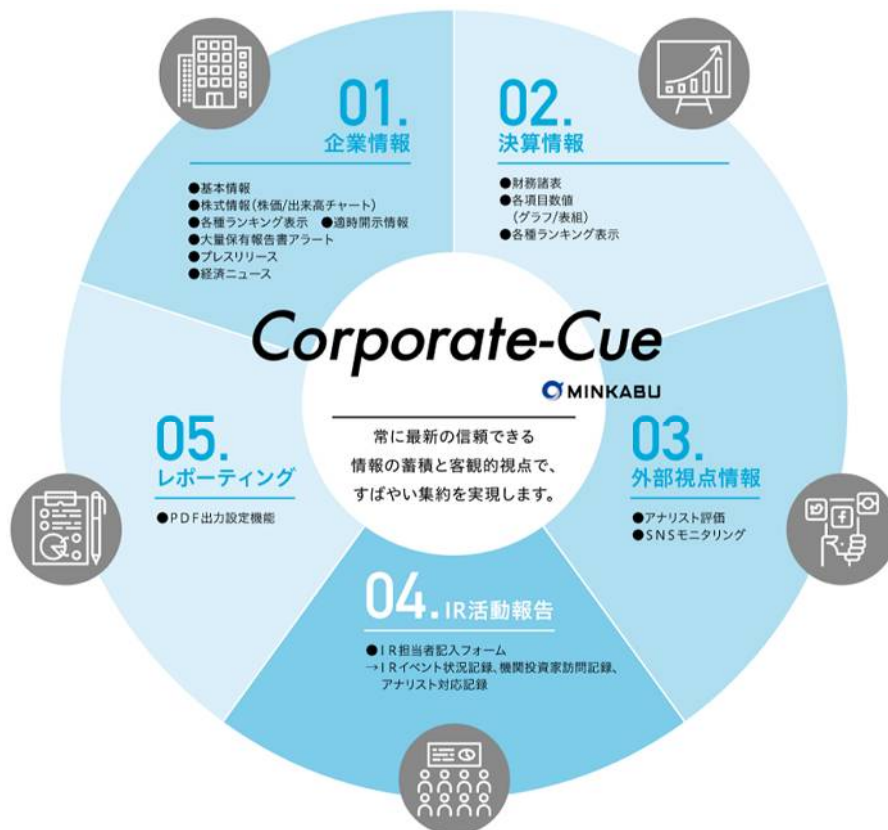 01.
企業情報
●基本情報
●株式情報(株価/出来高チャート)
●各種ランキング表示　●適時開示情報
●大量保有報告書アラート
●プレスリリース
●経済ニュース
02.
決算情報
●財務諸表
●各項目数値
(グラフ/表組)
●各種ランキング表示
Corporate-Cue
MINKABU
常に最新の信頼できる
情報の蓄積と客観的視点で、
すばやい集約を実現します。
03.
外部視点情報
●アナリスト評価
●SNSモニタリング
04.IR活動報告
●IR担当者記入フォーム
→IRイベント状況記録、機関投資家訪問記録、
アナリスト対応記録
05.
レポーティング
●PDF出力設定機能